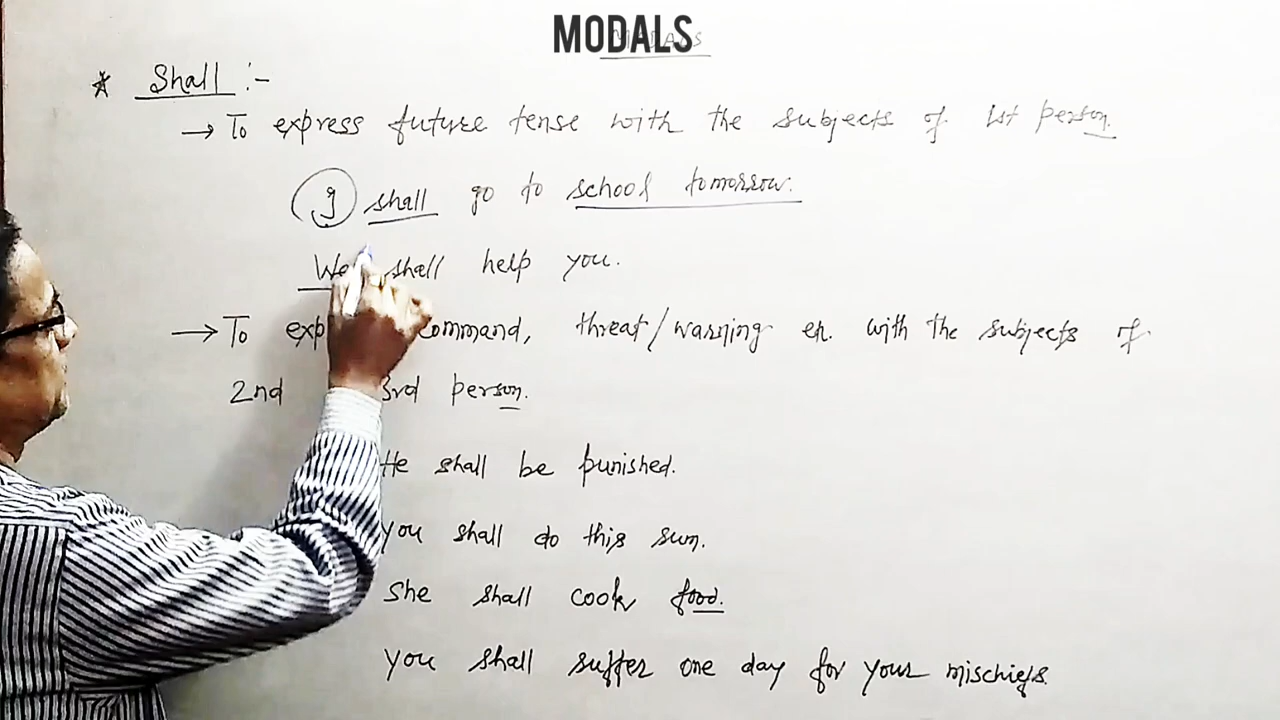 MODALS
* Shall :-
→ To express future tense with the subjects of 1st person.
I shall go to school tomorrow.
We shall help you.
→ To exp command, threat/warning etc. with the subjects of
2nd 3rd person.
He shall be punished.
you shall do this sum.
She shall cook food.
you shall suffer one day for your mischiefs.